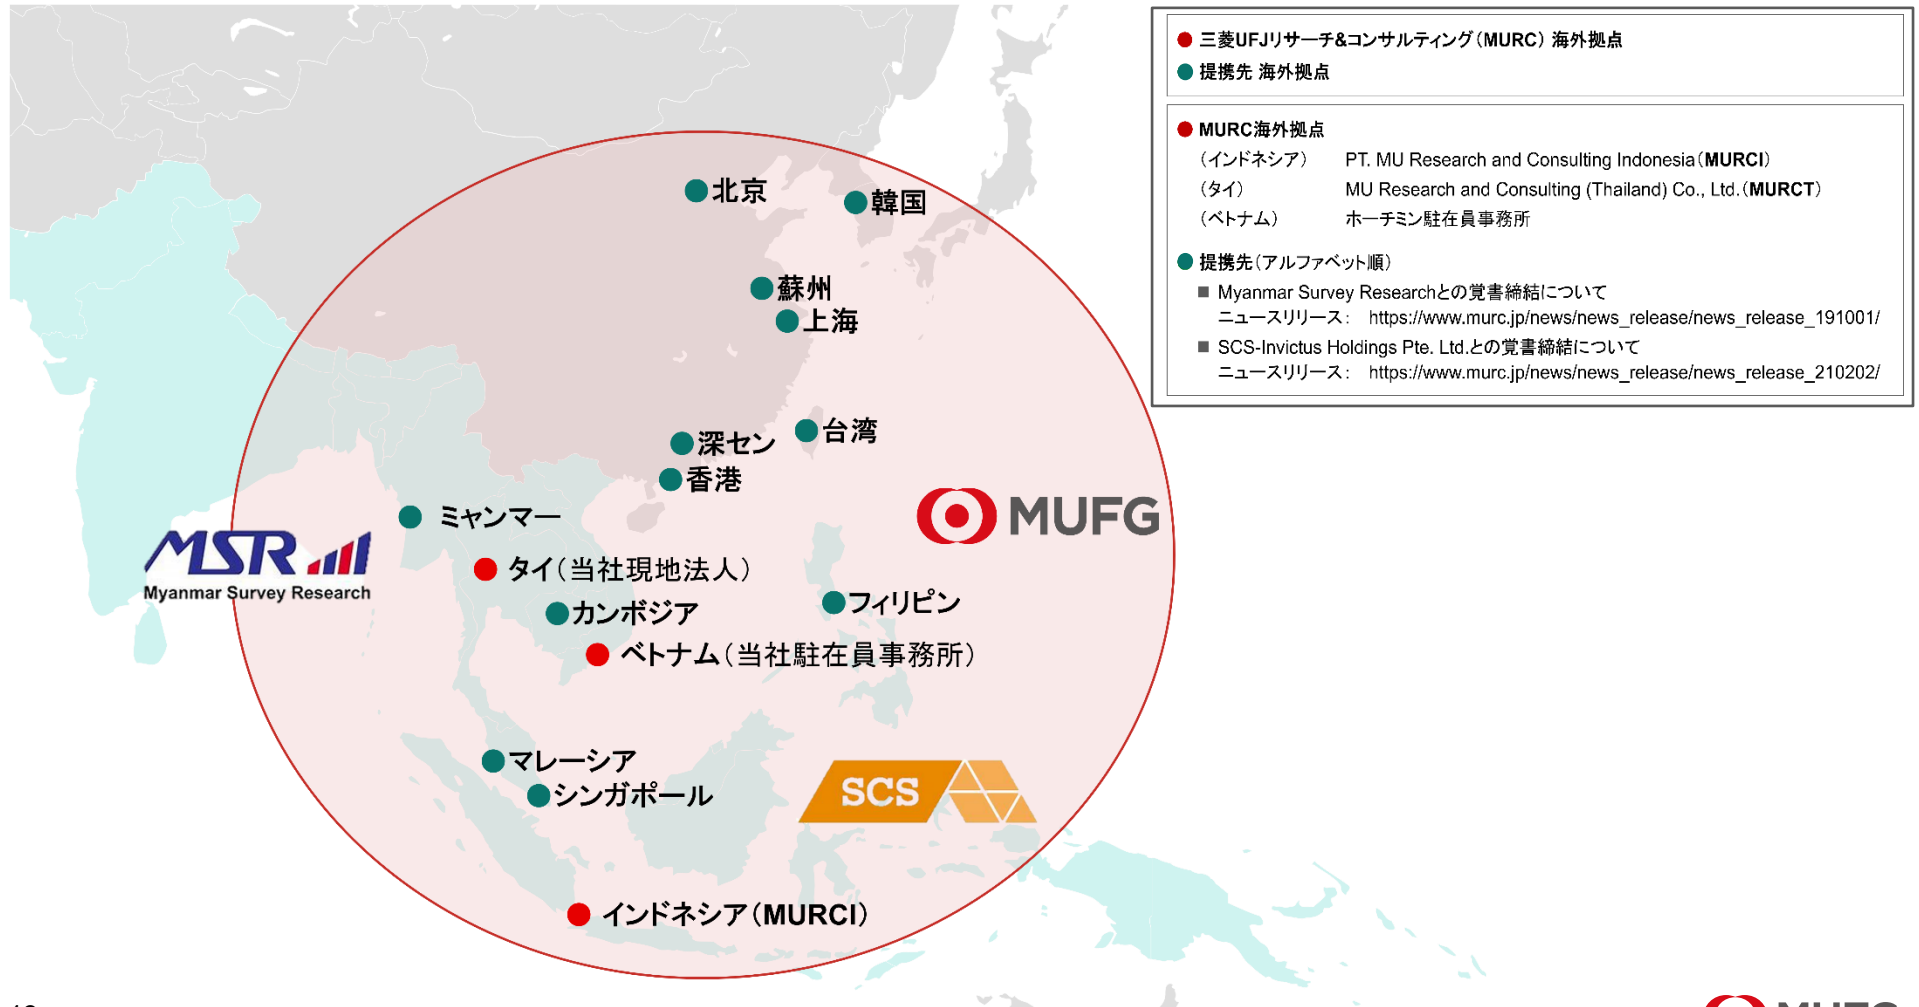 ● 三菱UFJリサーチ&コンサルティング（MURC） 海外拠点
● 提携先 海外拠点
● MURC海外拠点
（インドネシア） PT. MU Research and Consulting Indonesia（MURCI）
（タイ） MU Research and Consulting (Thailand) Co., Ltd.（MURCT）
（ベトナム） ホーチミン駐在員事務所
● 提携先（アルファベット順）
■ Myanmar Survey Researchとの覚書締結について
ニュースリリース： https://www.murc.jp/news/news_release/news_release_191001/
■ SCS-Invictus Holdings Pte. Ltd.との覚書締結について
ニュースリリース： https://www.murc.jp/news/news_release/news_release_210202/
北京
韓国
蘇州
上海
台湾
深セン
香港
MUFG
ミャンマー
MSR
Myanmar Survey Research
タイ（当社現地法人）
カンボジア
フィリピン
ベトナム（当社駐在員事務所）
マレーシア
シンガポール
SCS
インドネシア（MURCI）